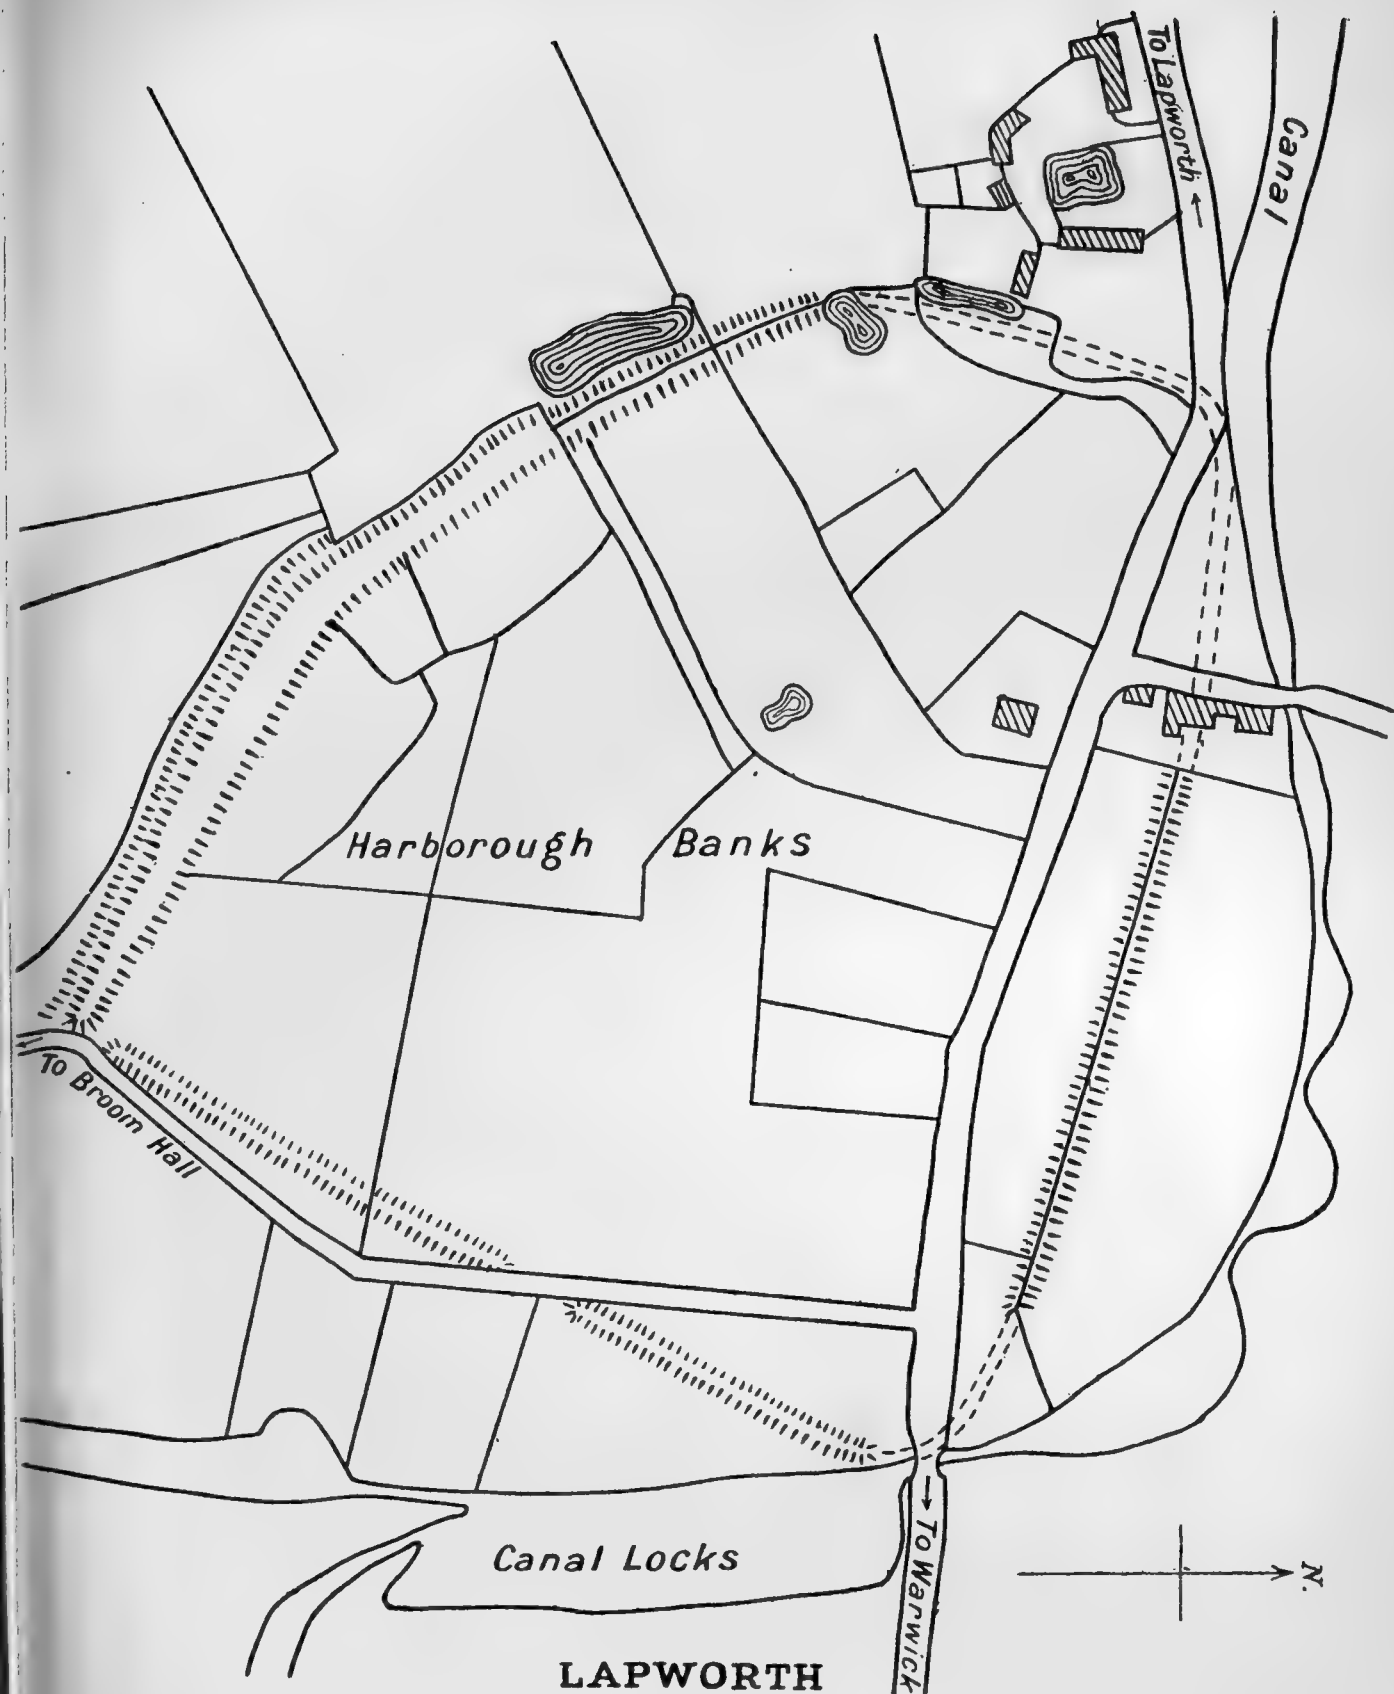 To Lapworth
Canal
Harborough Banks
To Broom Hall
Canal Locks
To Warwick
N.
LAPWORTH